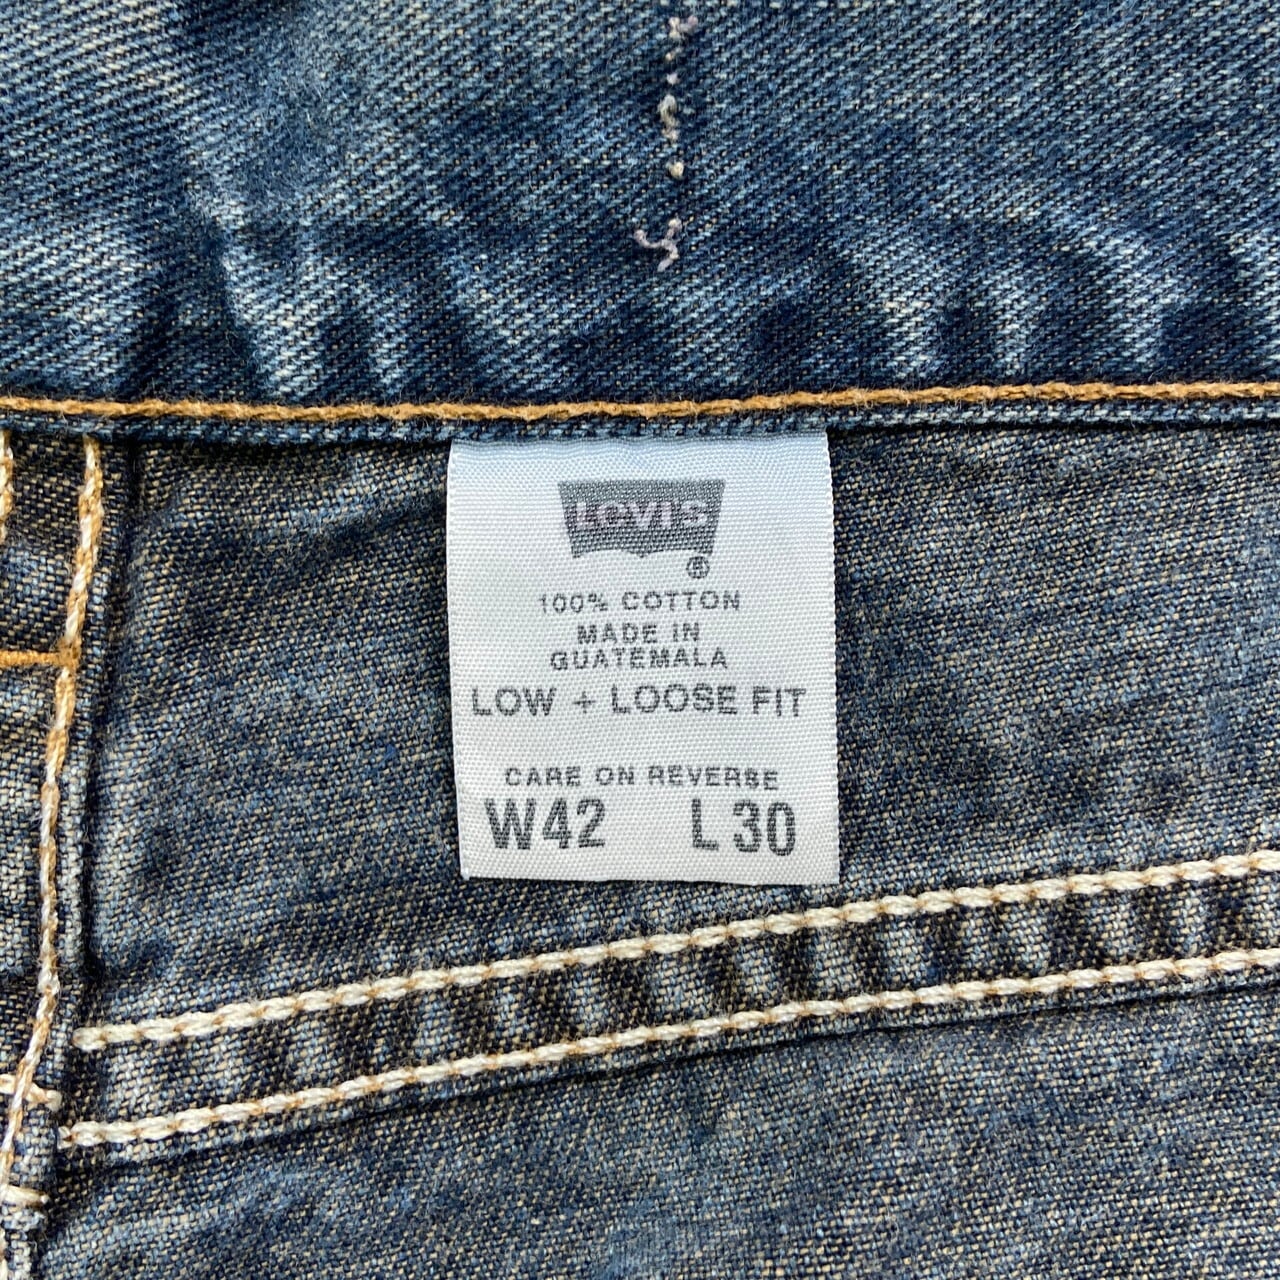 LEVI'S
®
100% COTTON
MADE IN
GUATEMALA
LOW + LOOSE FIT
CARE ON REVERSE
W42 L30